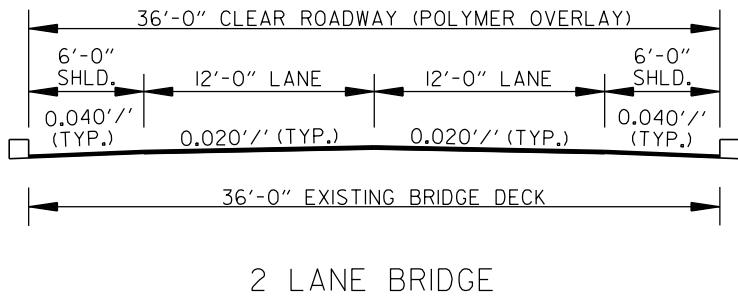 36'-0" CLEAR ROADWAY (POLYMER OVERLAY)
6'-0"
SHLD.
12'-0" LANE
12'-0" LANE
6'-0"
SHLD.
0.040'/'
(TYP.)
0.020'/' (TYP.)
0.020'/' (TYP.)
0.040'/'
(TYP.)
36'-0" EXISTING BRIDGE DECK
2 LANE BRIDGE